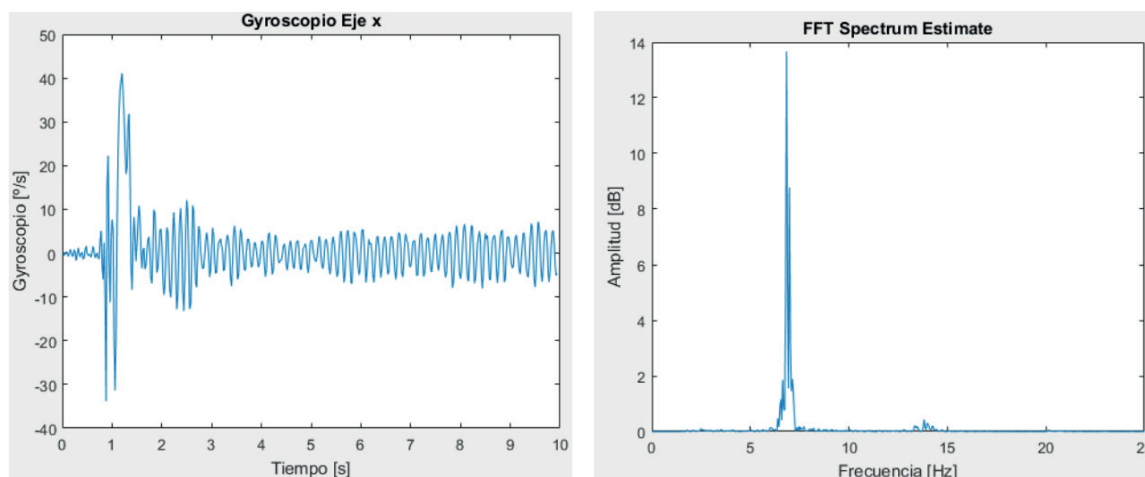 Gyroscopio Eje x
50
40
30
20
10
0
-10
-20
-30
-40
Gyroscopio [º/s]
0 1 2 3 4 5 6 7 8 9 10
Tiempo [s]
FFT Spectrum Estimate
14
12
10
8
6
4
2
0
Amplitud [dB]
0 5 10 15 20 2
Frecuencia [Hz]